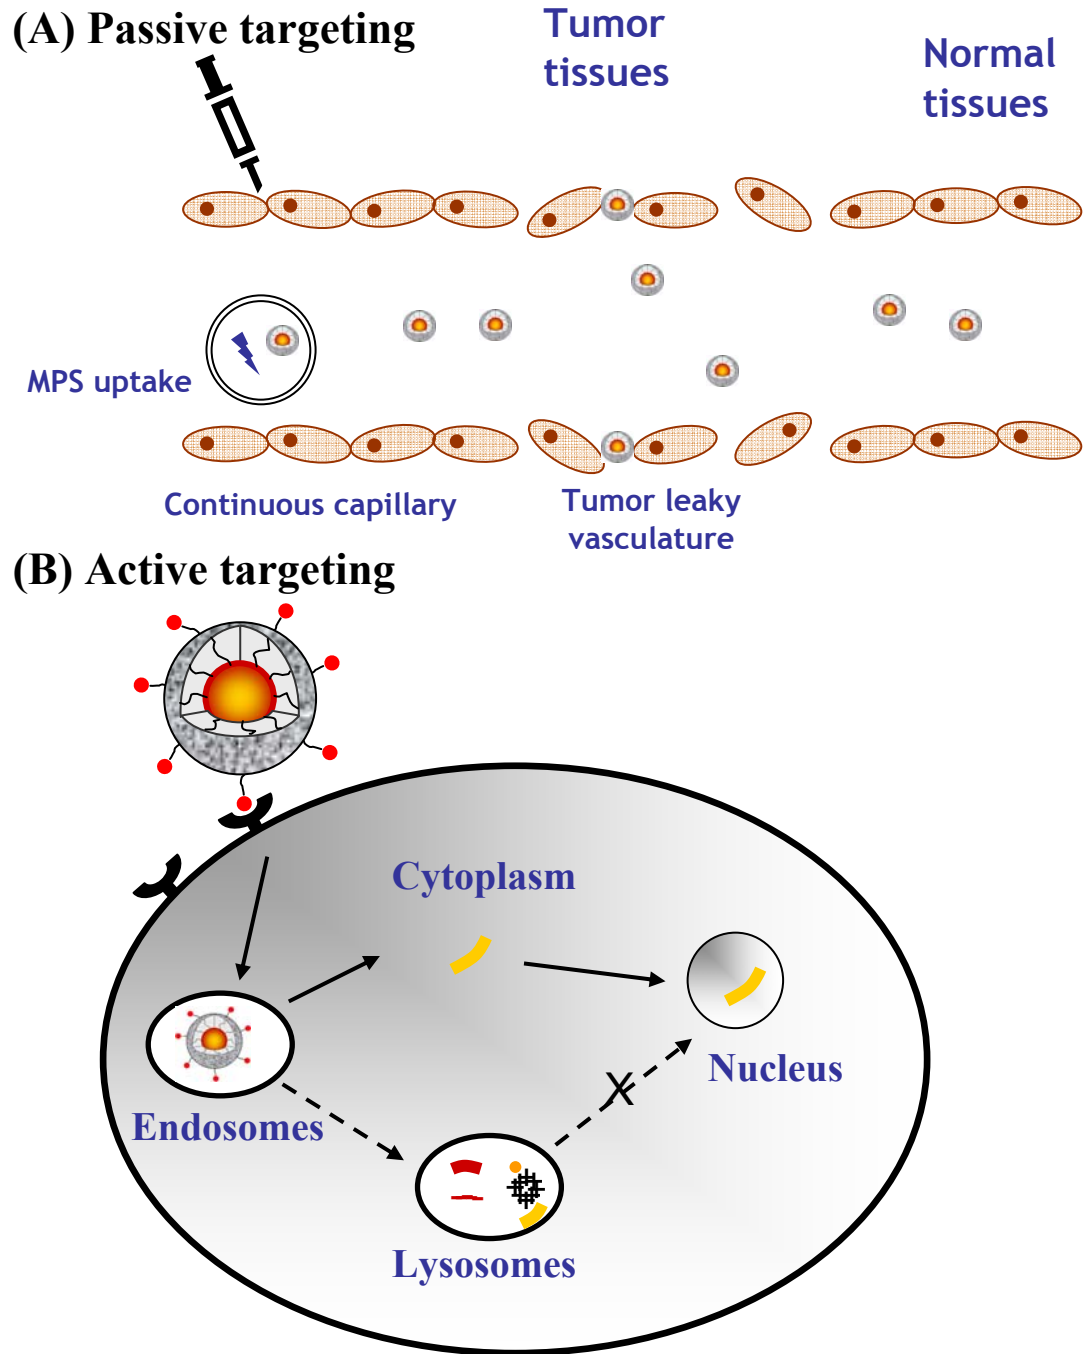 (A) Passive targeting
Tumor
tissues
Normal
tissues
MPS uptake
Continuous capillary
Tumor leaky
vasculature
(B) Active targeting
Cytoplasm
X
Nucleus
Endosomes
Lysosomes